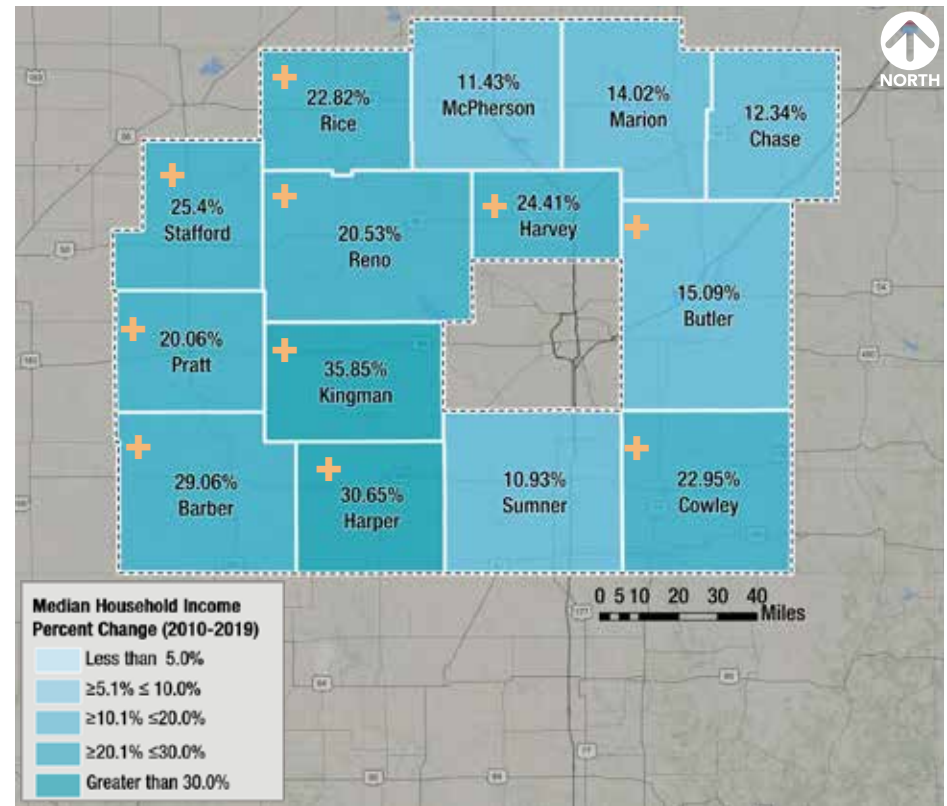 NORTH
11.43%
McPherson
14.02%
Marion
12.34%
Chase
22.82%
Rice
25.4%
Stafford
20.53%
Reno
24.41%
Harvey
15.09%
Butler
20.06%
Pratt
35.85%
Kingman
29.06%
Barber
30.65%
Harper
10.93%
Sumner
22.95%
Cowley
0 5 10 20 30 40
Miles
Median Household Income
Percent Change (2010-2019)
Less than 5.0%
≥5.1% ≤ 10.0%
≥10.1% ≤20.0%
≥20.1% ≤30.0%
Greater than 30.0%
177
77